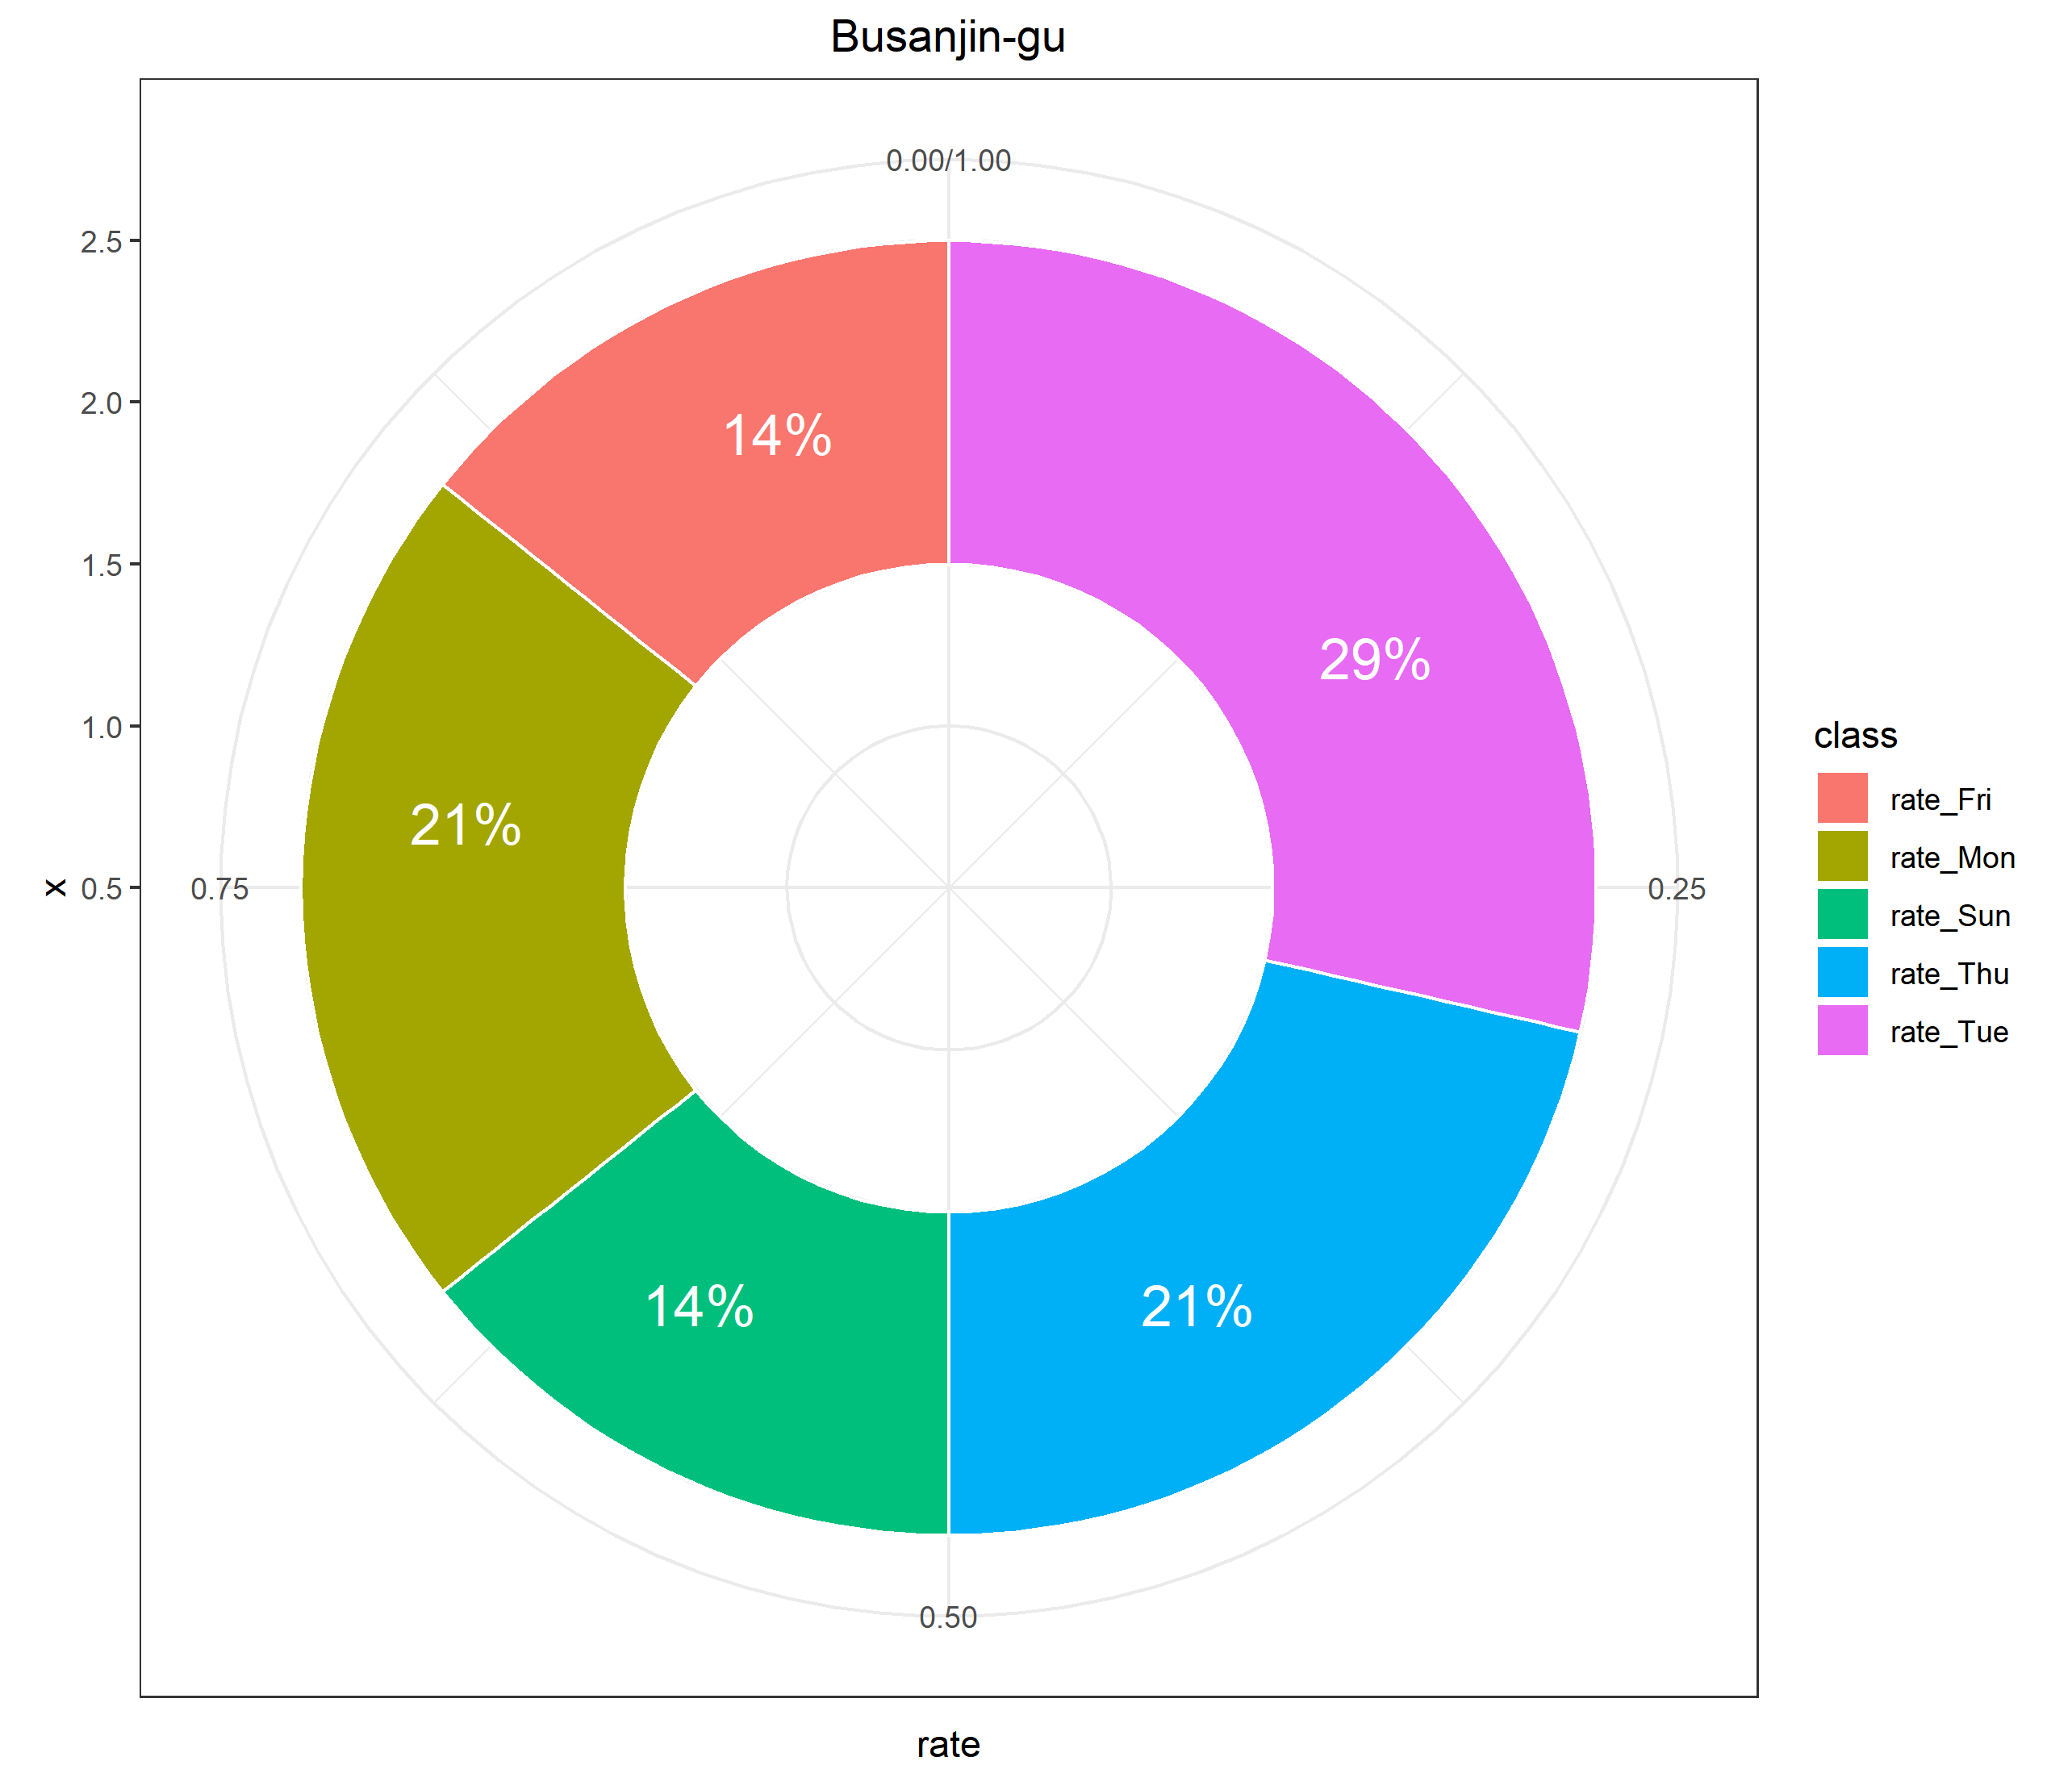 Busanjin-gu
0.00/1.00
2.5
2.0
14%
1.5
29%
1.0
class
rate_Fri
21%
rate_Mon
x
0.5
0.75
0.25
rate_Sun
rate_Thu
rate_Tue
14%
21%
0.50
rate